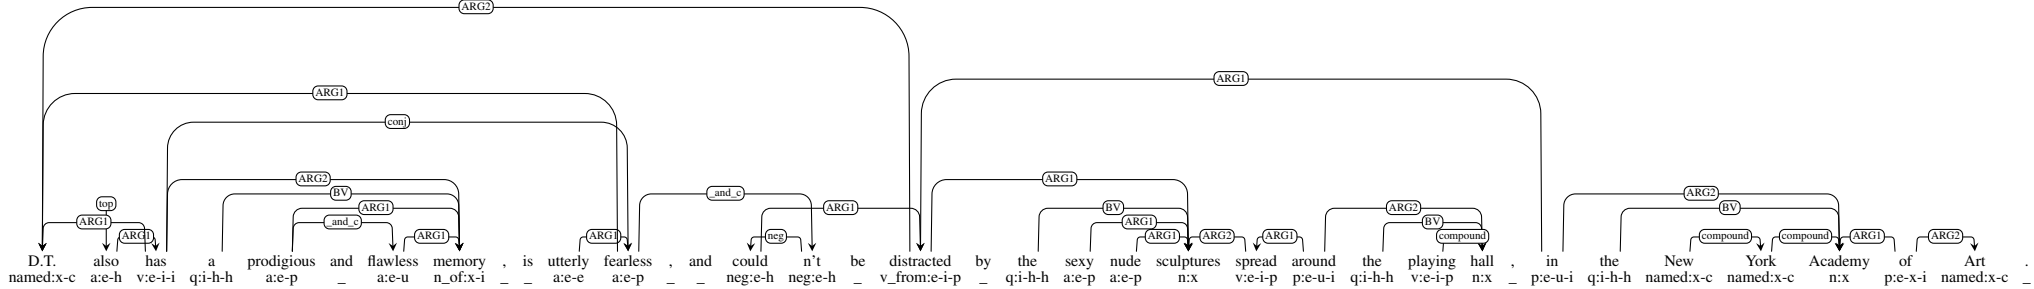 ARG2
ARG1
ARG1
conj
ARG2 ARG1
BV _and_c ARG2
top ARG1 ARG1 BV ARG2 BV
ARG1 _and_c ARG1 BV
ARG1 ARG1 ARG1 neg ARG1 ARG2 ARG1 compound compound compound ARG1 ARG2
D.T. also has a prodigious and flawless memory , is utterly fearless , and could n't be distracted by the sexy nude sculptures spread around the playing hall , in the New York Academy of Art .
named:x-c a:e-h v:e-i-i q:i-h-h a:e-p _ a:e-u n_of:x-i _ _ a:e-e a:e-p _ _ neg:e-h neg:e-h _ v_from:e-i-p _ q:i-h-h a:e-p a:e-p n:x v:e-i-p p:e-u-i q:i-h-h v:e-i-p n:x _ p:e-u-i q:i-h-h named:x-c named:x-c n:x p:e-x-i named:x-c _